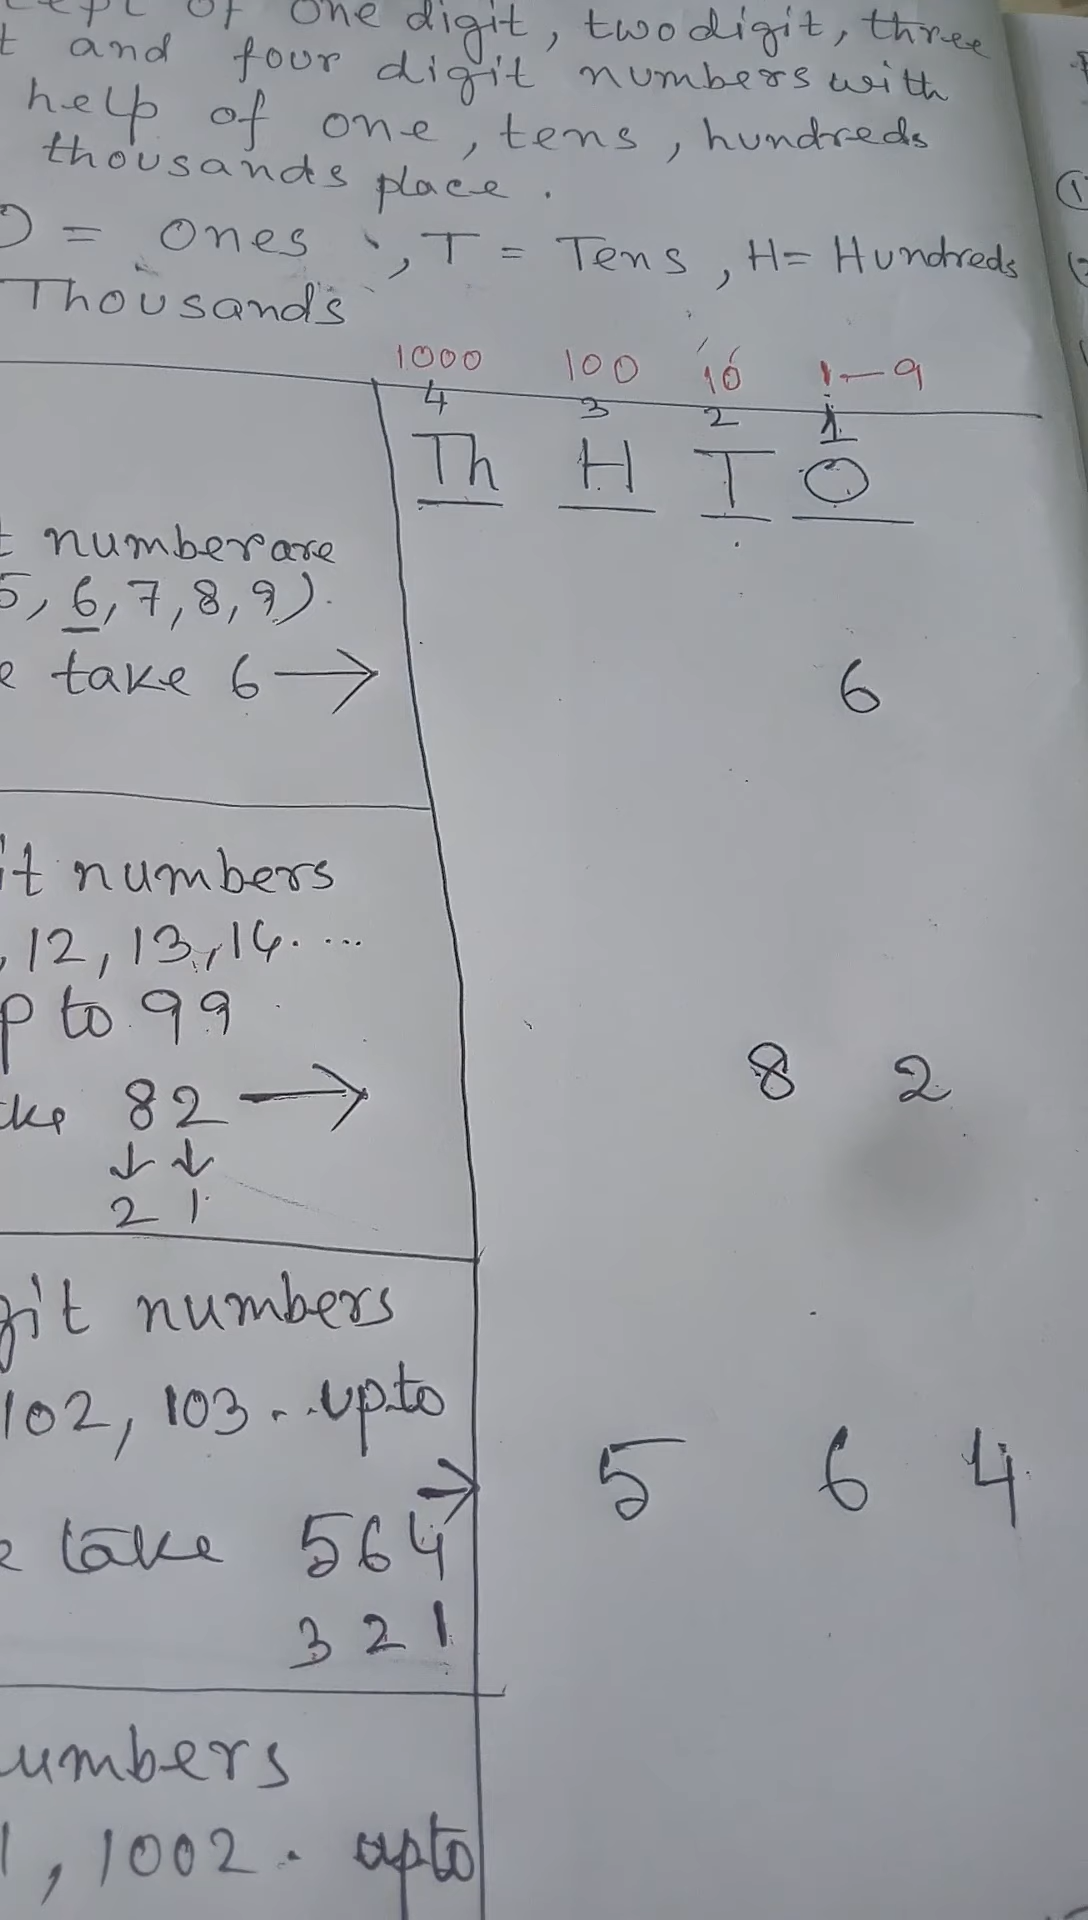 of one digit, two digit, three
and four digit numbers with
help of one, tens, hundreds
thousands place.
= ones, T = Tens, H= Hundreds
Thousands
1000 100 10 1-9
4 3 2 1
Th H T O
number are
5, 6, 7, 8, 9).
take 6 → 6
numbers
, 12, 13, 14. ...
to 99
82 → 8 2
↓ ↓
2 1
numbers
102, 103 .. upto
→ 5 6 4
take 564
3 2 1
1, 1002. upto